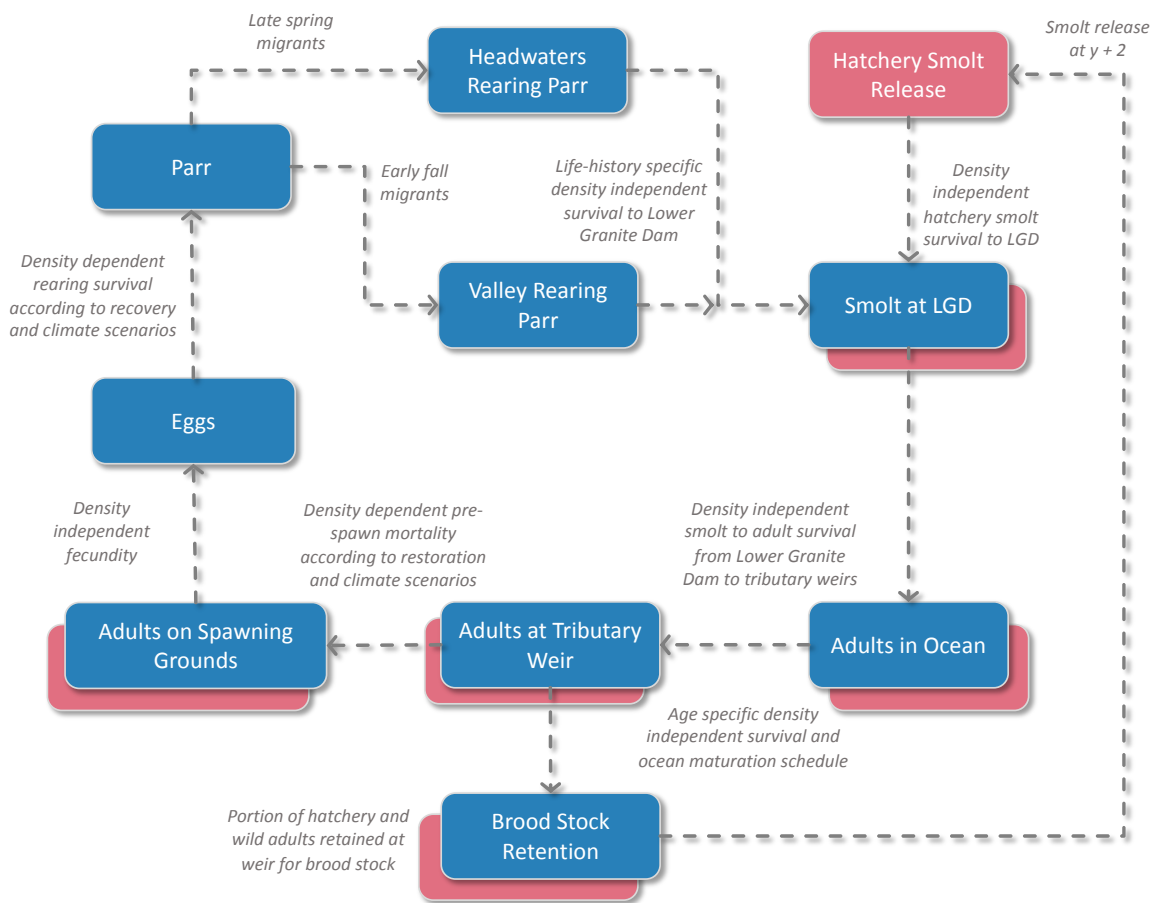 Late spring
migrants
Headwaters
Rearing Parr
Hatchery Smolt
Release
Smolt release
at y + 2
Parr
Early fall
migrants
Life-history specific
density independent
survival to Lower
Granite Dam
Density
independent
hatchery smolt
survival to LGD
Density dependent
rearing survival
according to recovery
and climate scenarios
Valley Rearing
Parr
Smolt at LGD
Eggs
Density
independent
fecundity
Density dependent pre-
spawn mortality
according to restoration
and climate scenarios
Density independent
smolt to adult survival
from Lower Granite
Dam to tributary weirs
Adults on Spawning
Grounds
Adults at Tributary
Weir
Adults in Ocean
Age specific density
independent survival and
ocean maturation schedule
Portion of hatchery and
wild adults retained at
weir for brood stock
Brood Stock
Retention